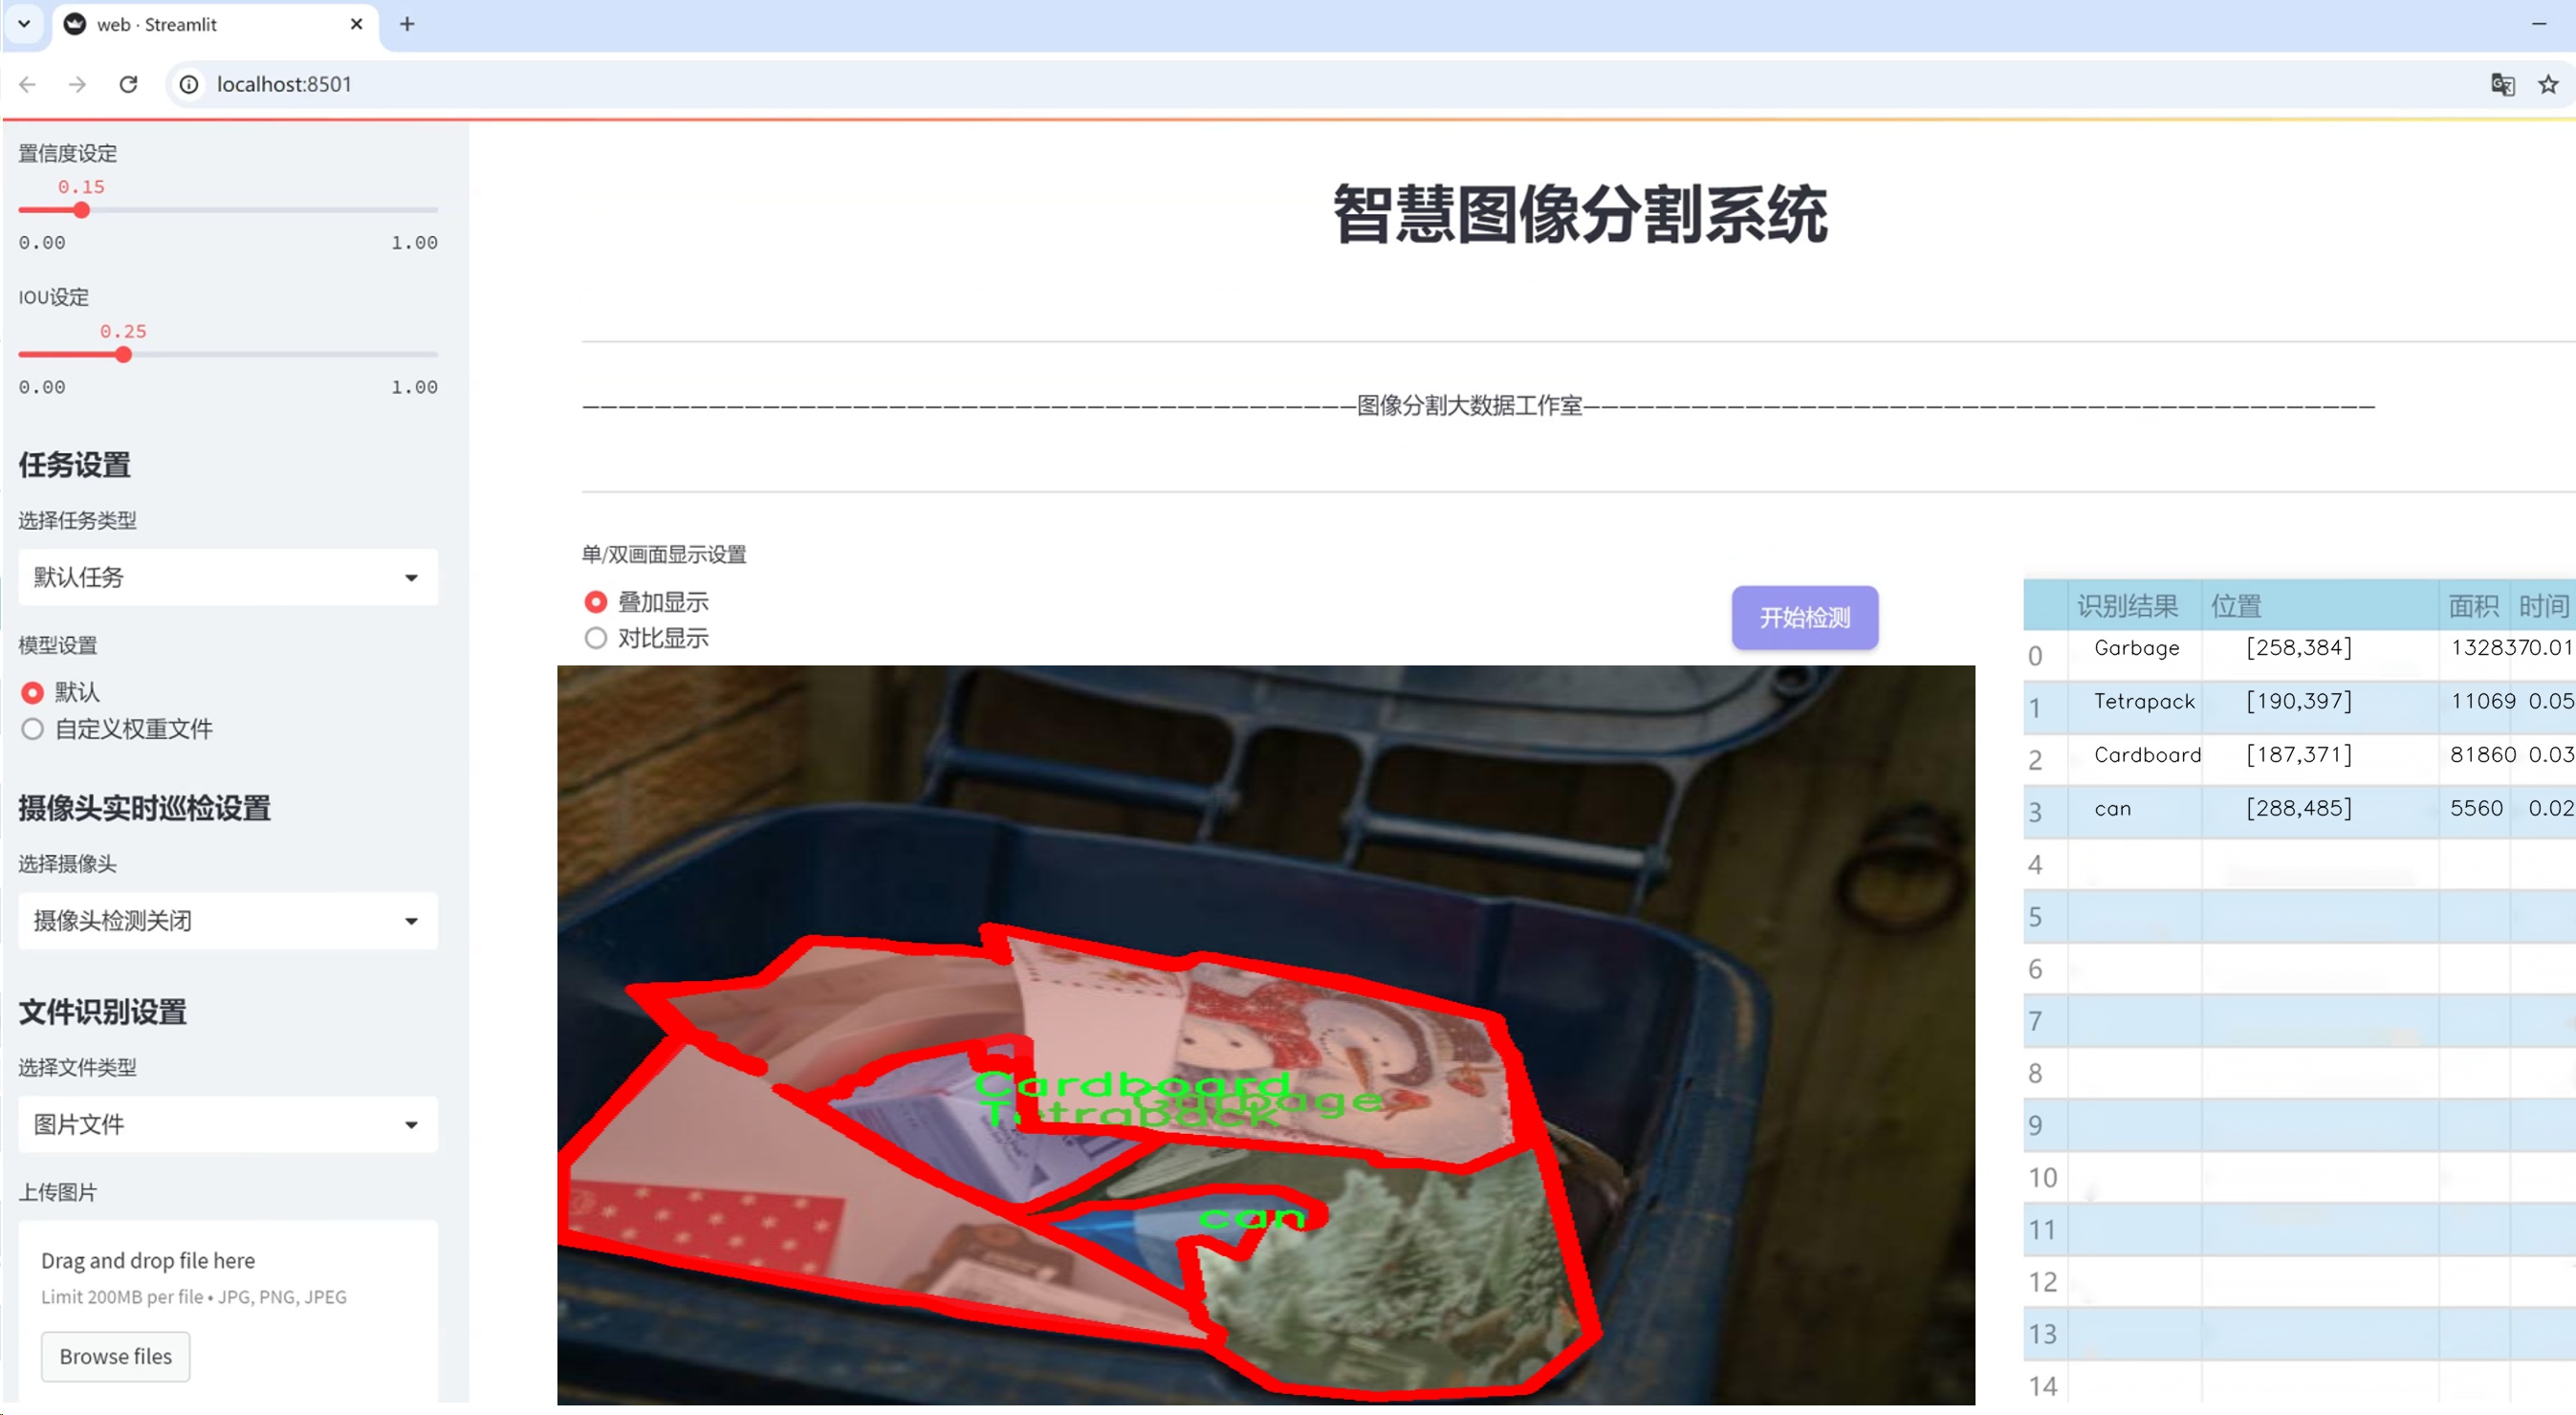 web · Streamlit
localhost:8501
置信度设定
0.15
0.00 1.00
IOU设定
0.25
0.00 1.00
任务设置
选择任务类型
默认任务
模型设置
默认
自定义权重文件
摄像头实时巡检设置
选择摄像头
摄像头检测关闭
文件识别设置
选择文件类型
图片文件
上传图片
Drag and drop file here
Limit 200MB per file • JPG, PNG, JPEG
Browse files
智慧图像分割系统
图像分割大数据工作室
单/双画面显示设置
叠加显示
对比显示
开始检测
Cardboard
Garbage
TetraPack
can
识别结果 位置 面积 时间
0 Garbage [258,384] 132837 0.01
1 Tetrapack [190,397] 11069 0.05
2 Cardboard [187,371] 81860 0.03
3 can [288,485] 5560 0.02
4
5
6
7
8
9
10
11
12
13
14